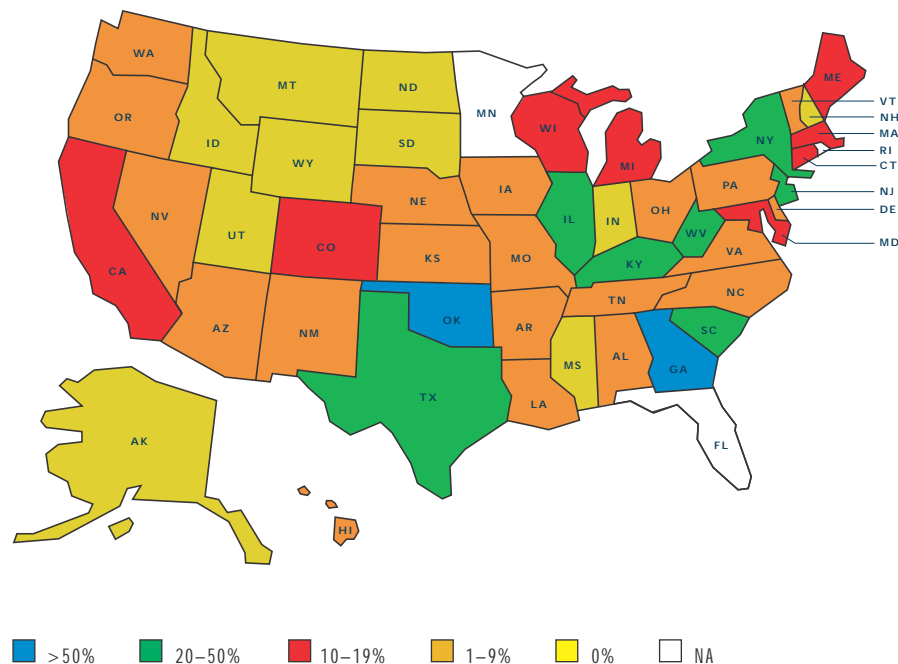 WA
ME
MT
ND
VT
MN
OR
NH
WI
MA
NY
ID
SD
RI
WY
MI
CT
PA
IA
NJ
NE
OH
DE
NV
IL
IN
UT
WV
MD
CO
VA
KS
MO
KY
CA
NC
TN
OK
AZ
NM
AR
SC
AL
MS
GA
TX
LA
AK
FL
HI
>50%
20–50%
10–19%
1–9%
0%
NA